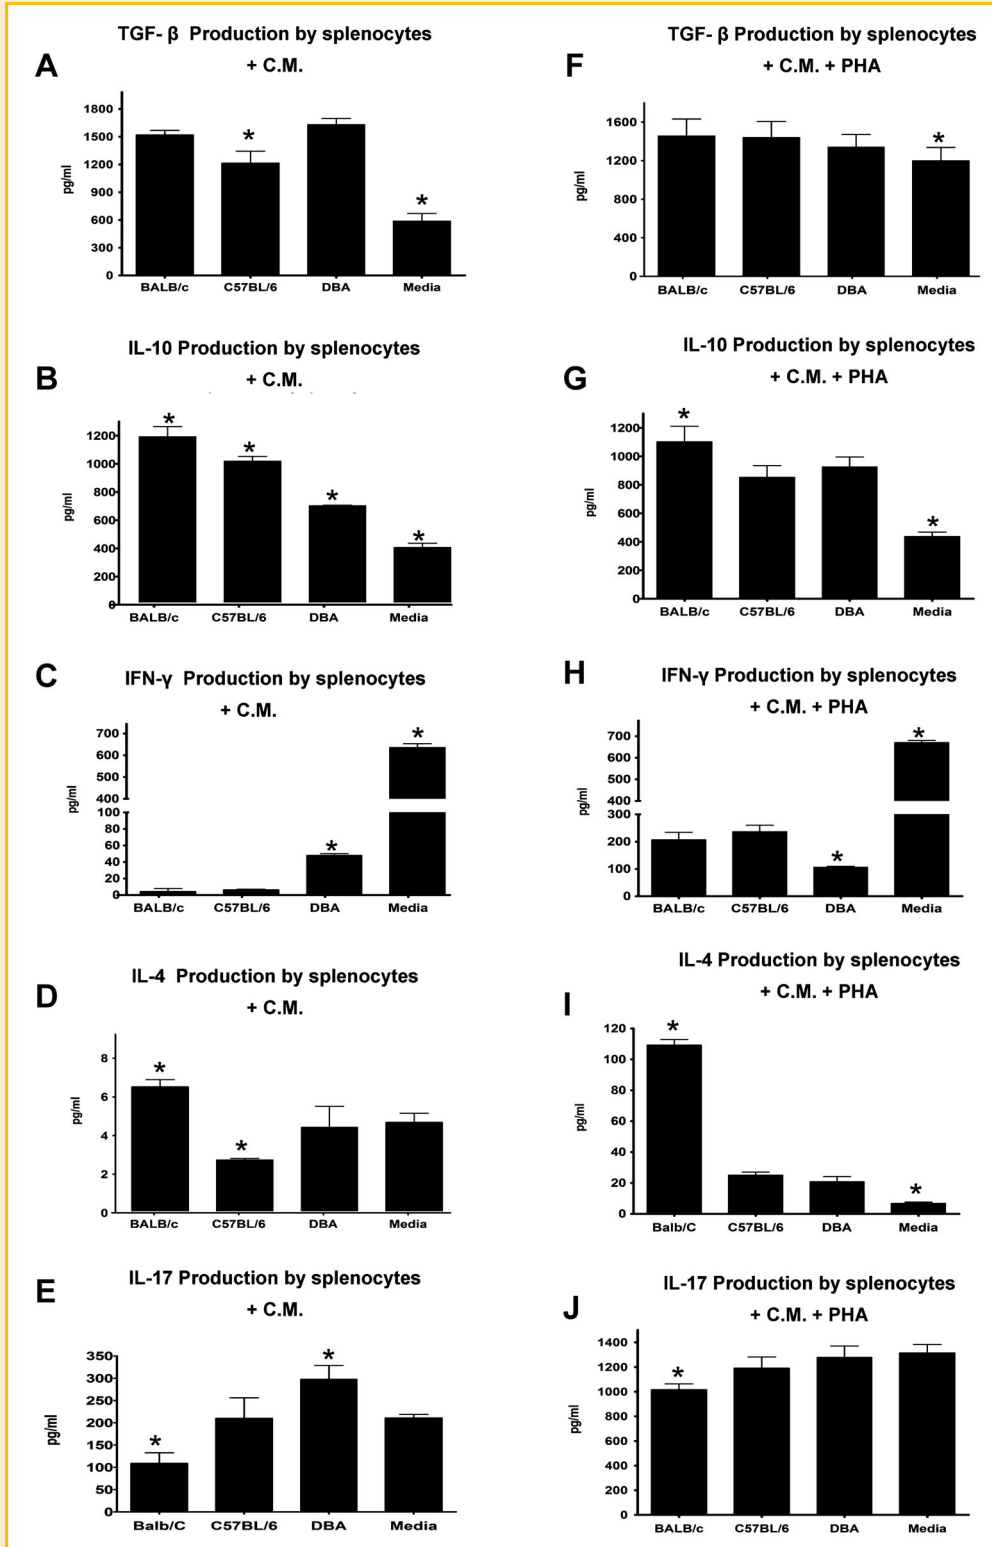 TGF- β Production by splenocytes
A
+ C.M.
1800
1500
1200
900
600
300
0
pg/ml
*
*
BALB/c C57BL/6 DBA Media
IL-10 Production by splenocytes
B
+ C.M.
1200
1000
800
600
400
200
0
pg/ml
*
*
*
*
BALB/c C57BL/6 DBA Media
C
IFN-γ Production by splenocytes
+ C.M.
700
600
500
400
100
80
60
40
20
0
pg/ml
*
*
BALB/c C57BL/6 DBA Media
IL-4 Production by splenocytes
D
+ C.M.
8
6
4
2
0
pg/ml
*
*
BALB/c C57BL/6 DBA Media
IL-17 Production by splenocytes
E
+ C.M.
350
300
250
200
150
100
50
0
pg/ml
*
*
Balb/C C57BL/6 DBA Media
TGF- β Production by splenocytes
F
+ C.M. + PHA
1600
1200
800
400
0
pg/ml
*
BALB/c C57BL/6 DBA Media
IL-10 Production by splenocytes
G
+ C.M. + PHA
1200
1000
800
600
400
200
0
pg/ml
*
*
BALB/c C57BL/6 DBA Media
H
IFN-γ Production by splenocytes
+ C.M. + PHA
700
600
500
400
300
200
100
0
pg/ml
*
*
BALB/c C57BL/6 DBA Media
IL-4 Production by splenocytes
+ C.M. + PHA
I
120
100
80
60
40
20
0
pg/ml
*
*
Balb/C C57BL/6 DBA Media
IL-17 Production by splenocytes
J
+ C.M. + PHA
1400
1200
1000
800
600
400
200
0
pg/ml
*
BALB/c C57BL/6 DBA Media